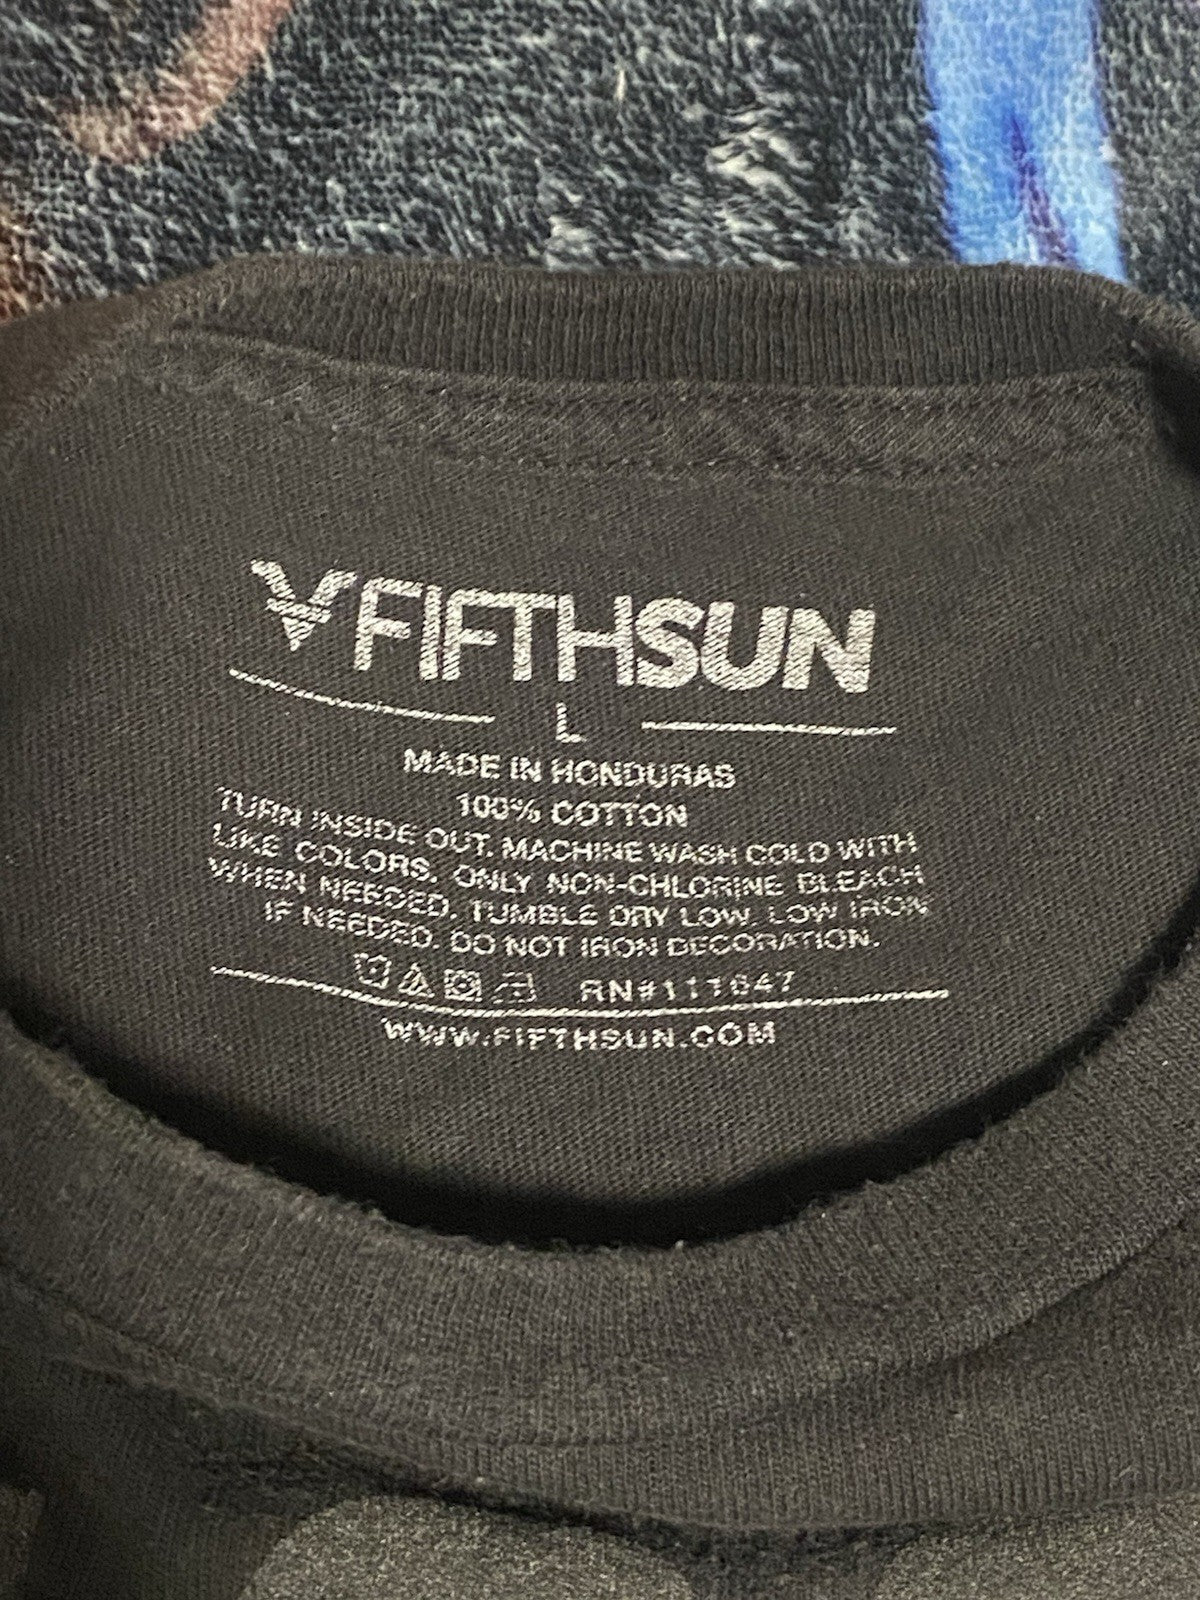 FIFTHSUN
L
MADE IN HONDURAS
100% COTTON
TURN INSIDE OUT. MACHINE WASH COLD WITH
LIKE COLORS. ONLY NON-CHLORINE BLEACH
WHEN NEEDED. TUMBLE DRY LOW. LOW IRON
IF NEEDED. DO NOT IRON DECORATION.
RN#111647
WWW.FIFTHSUN.COM